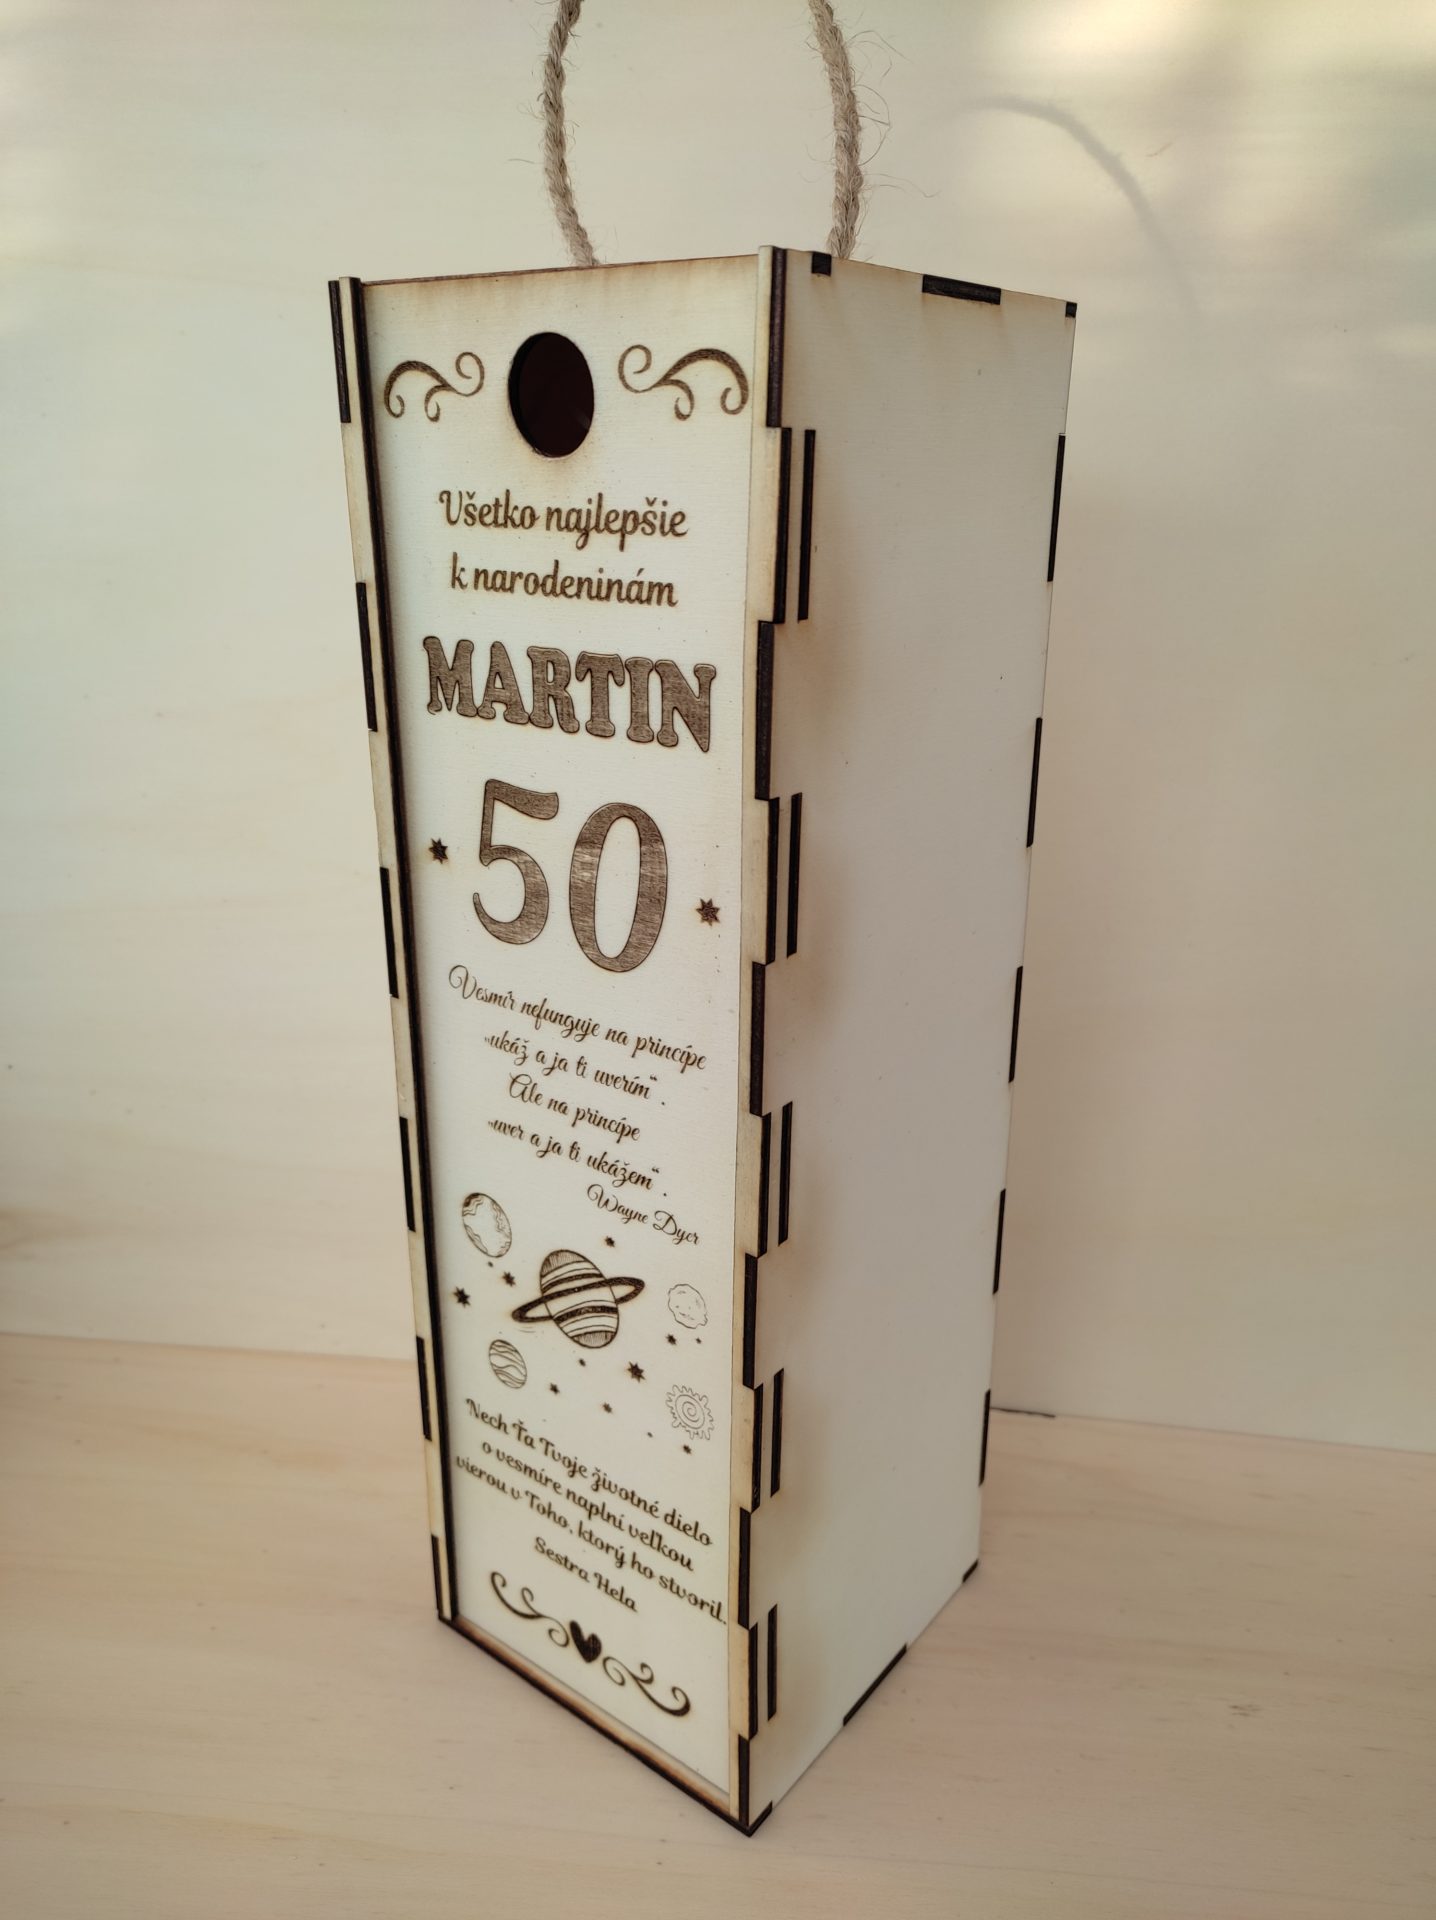 Všetko najlepšie
k narodeninám
MARTIN
50
Vesmír nefunguje na princípe
„ukáž a ja ti uverím“.
Ale na princípe
„uver a ja ti ukážem“.
Wayne Dyer
Nech Ťa Tvoje životné dielo
o vesmíre naplní veľkou
vierou v Toho, ktorý ho stvoril.
Sestra Hela